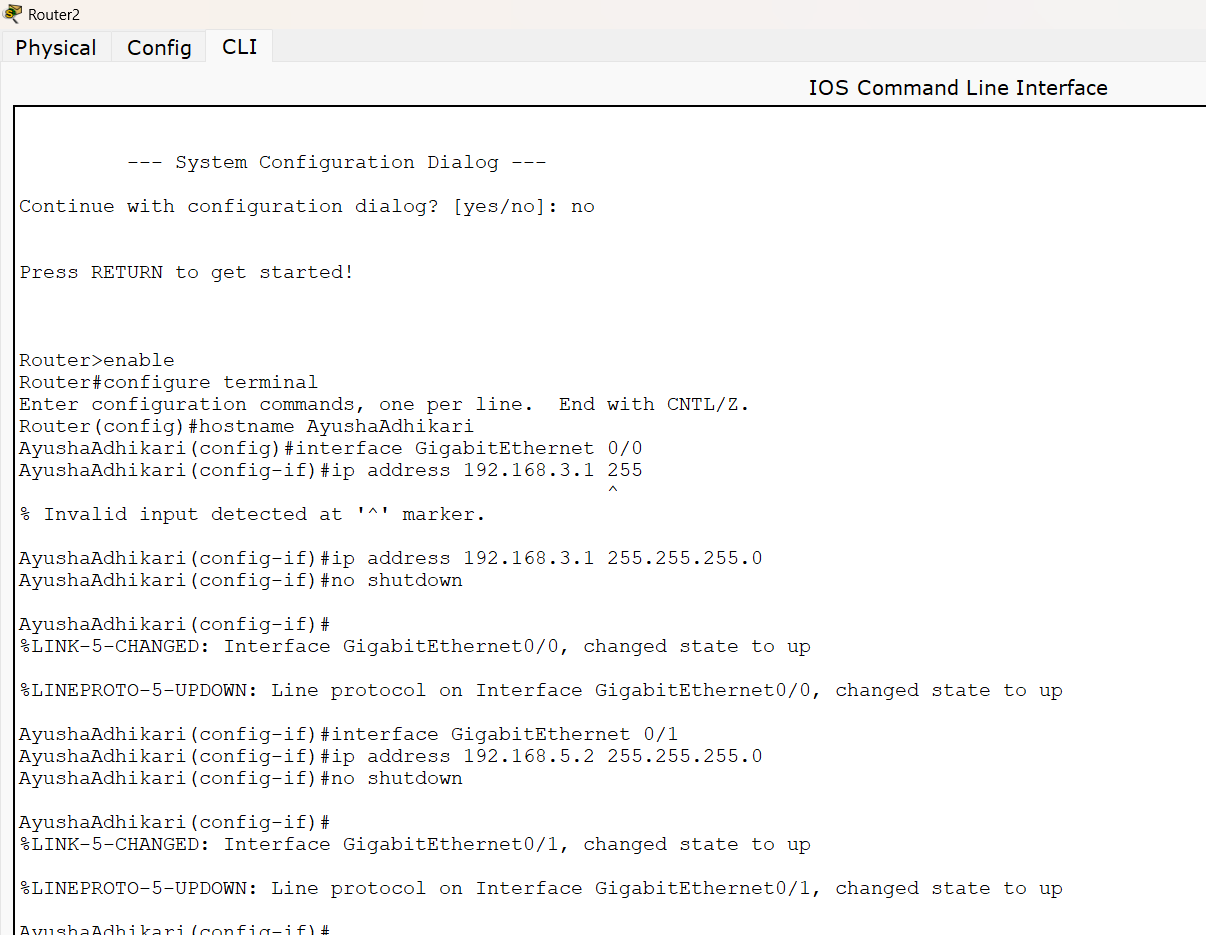 Router2
Physical Config CLI
IOS Command Line Interface
--- System Configuration Dialog ---
Continue with configuration dialog? [yes/no]: no
Press RETURN to get started!
Router>enable
Router#configure terminal
Enter configuration commands, one per line.  End with CNTL/Z.
Router(config)#hostname AyushaAdhikari
AyushaAdhikari(config)#interface GigabitEthernet 0/0
AyushaAdhikari(config-if)#ip address 192.168.3.1 255
^
% Invalid input detected at '^' marker.
AyushaAdhikari(config-if)#ip address 192.168.3.1 255.255.255.0
AyushaAdhikari(config-if)#no shutdown
AyushaAdhikari(config-if)#
%LINK-5-CHANGED: Interface GigabitEthernet0/0, changed state to up
%LINEPROTO-5-UPDOWN: Line protocol on Interface GigabitEthernet0/0, changed state to up
AyushaAdhikari(config-if)#interface GigabitEthernet 0/1
AyushaAdhikari(config-if)#ip address 192.168.5.2 255.255.255.0
AyushaAdhikari(config-if)#no shutdown
AyushaAdhikari(config-if)#
%LINK-5-CHANGED: Interface GigabitEthernet0/1, changed state to up
%LINEPROTO-5-UPDOWN: Line protocol on Interface GigabitEthernet0/1, changed state to up
AyushaAdhikari(config-if)#